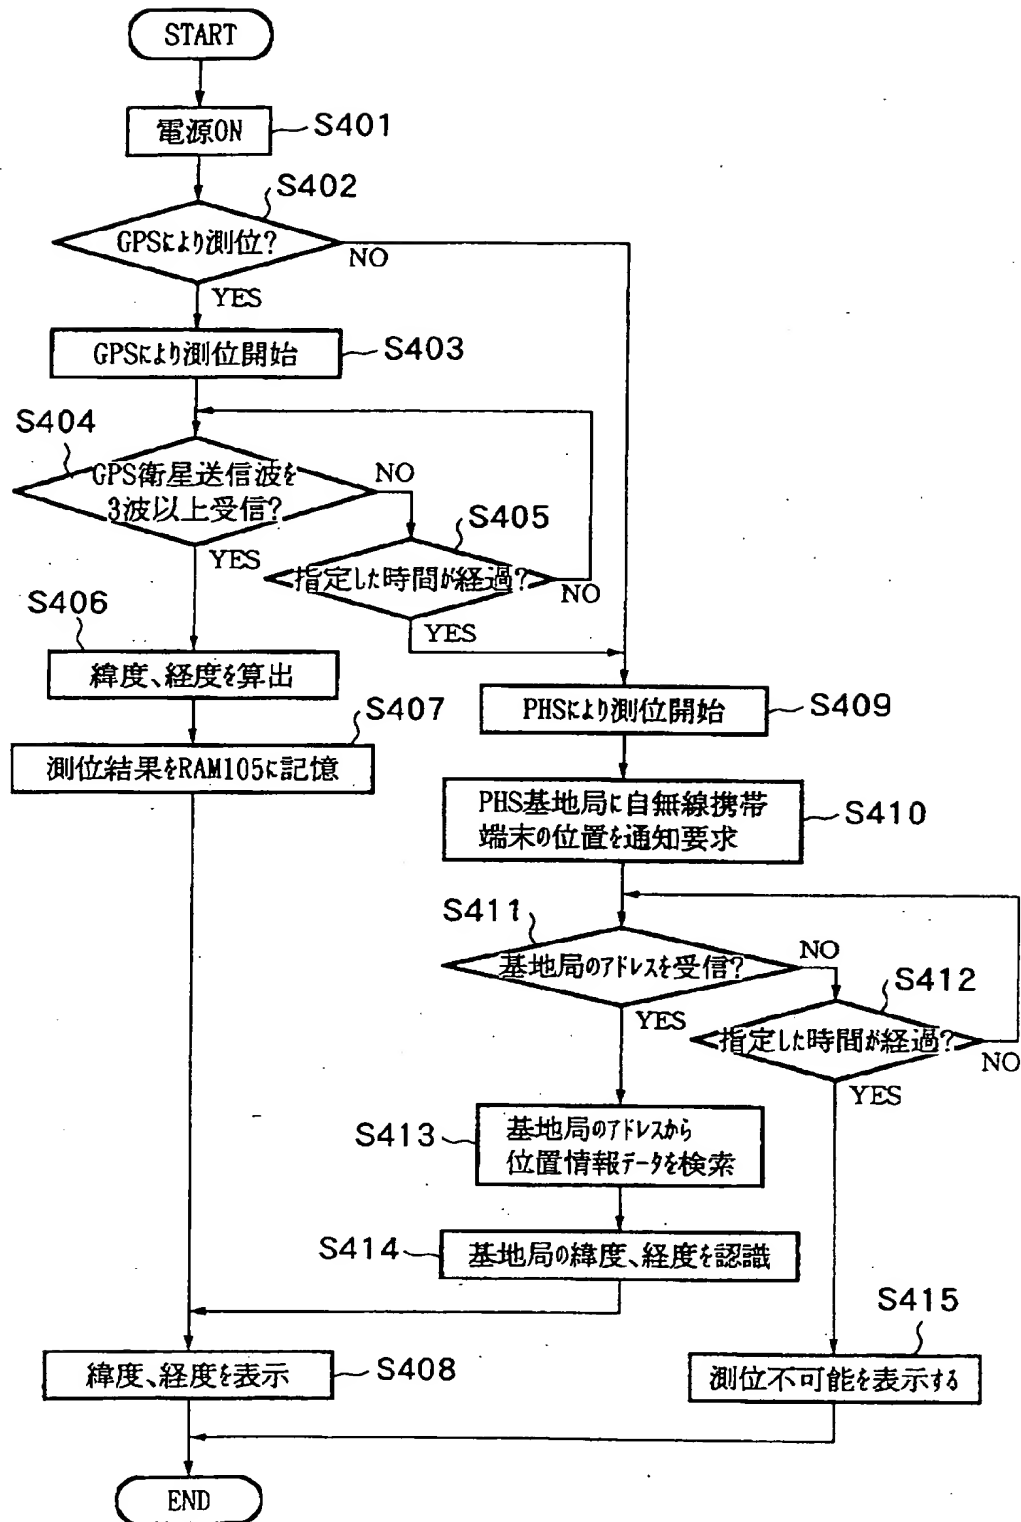 START
電源ON
S401
S402
GPSにより測位?
NO
YES
GPSにより測位開始
S403
S404
GPS衛星送信波を
3波以上受信?
NO
YES
S405
指定した時間が経過?
NO
YES
S406
緯度、経度を算出
S407
測位結果をRAM105に記憶
PHSにより測位開始
S409
PHS基地局に自無線携帯
端末の位置を通知要求
S410
S411
基地局のアドレスを受信?
NO
YES
S412
指定した時間が経過?
NO
YES
S413
基地局のアドレスから
位置情報データを検索
S414
基地局の緯度、経度を認識
S415
緯度、経度を表示
S408
測位不可能を表示する
END